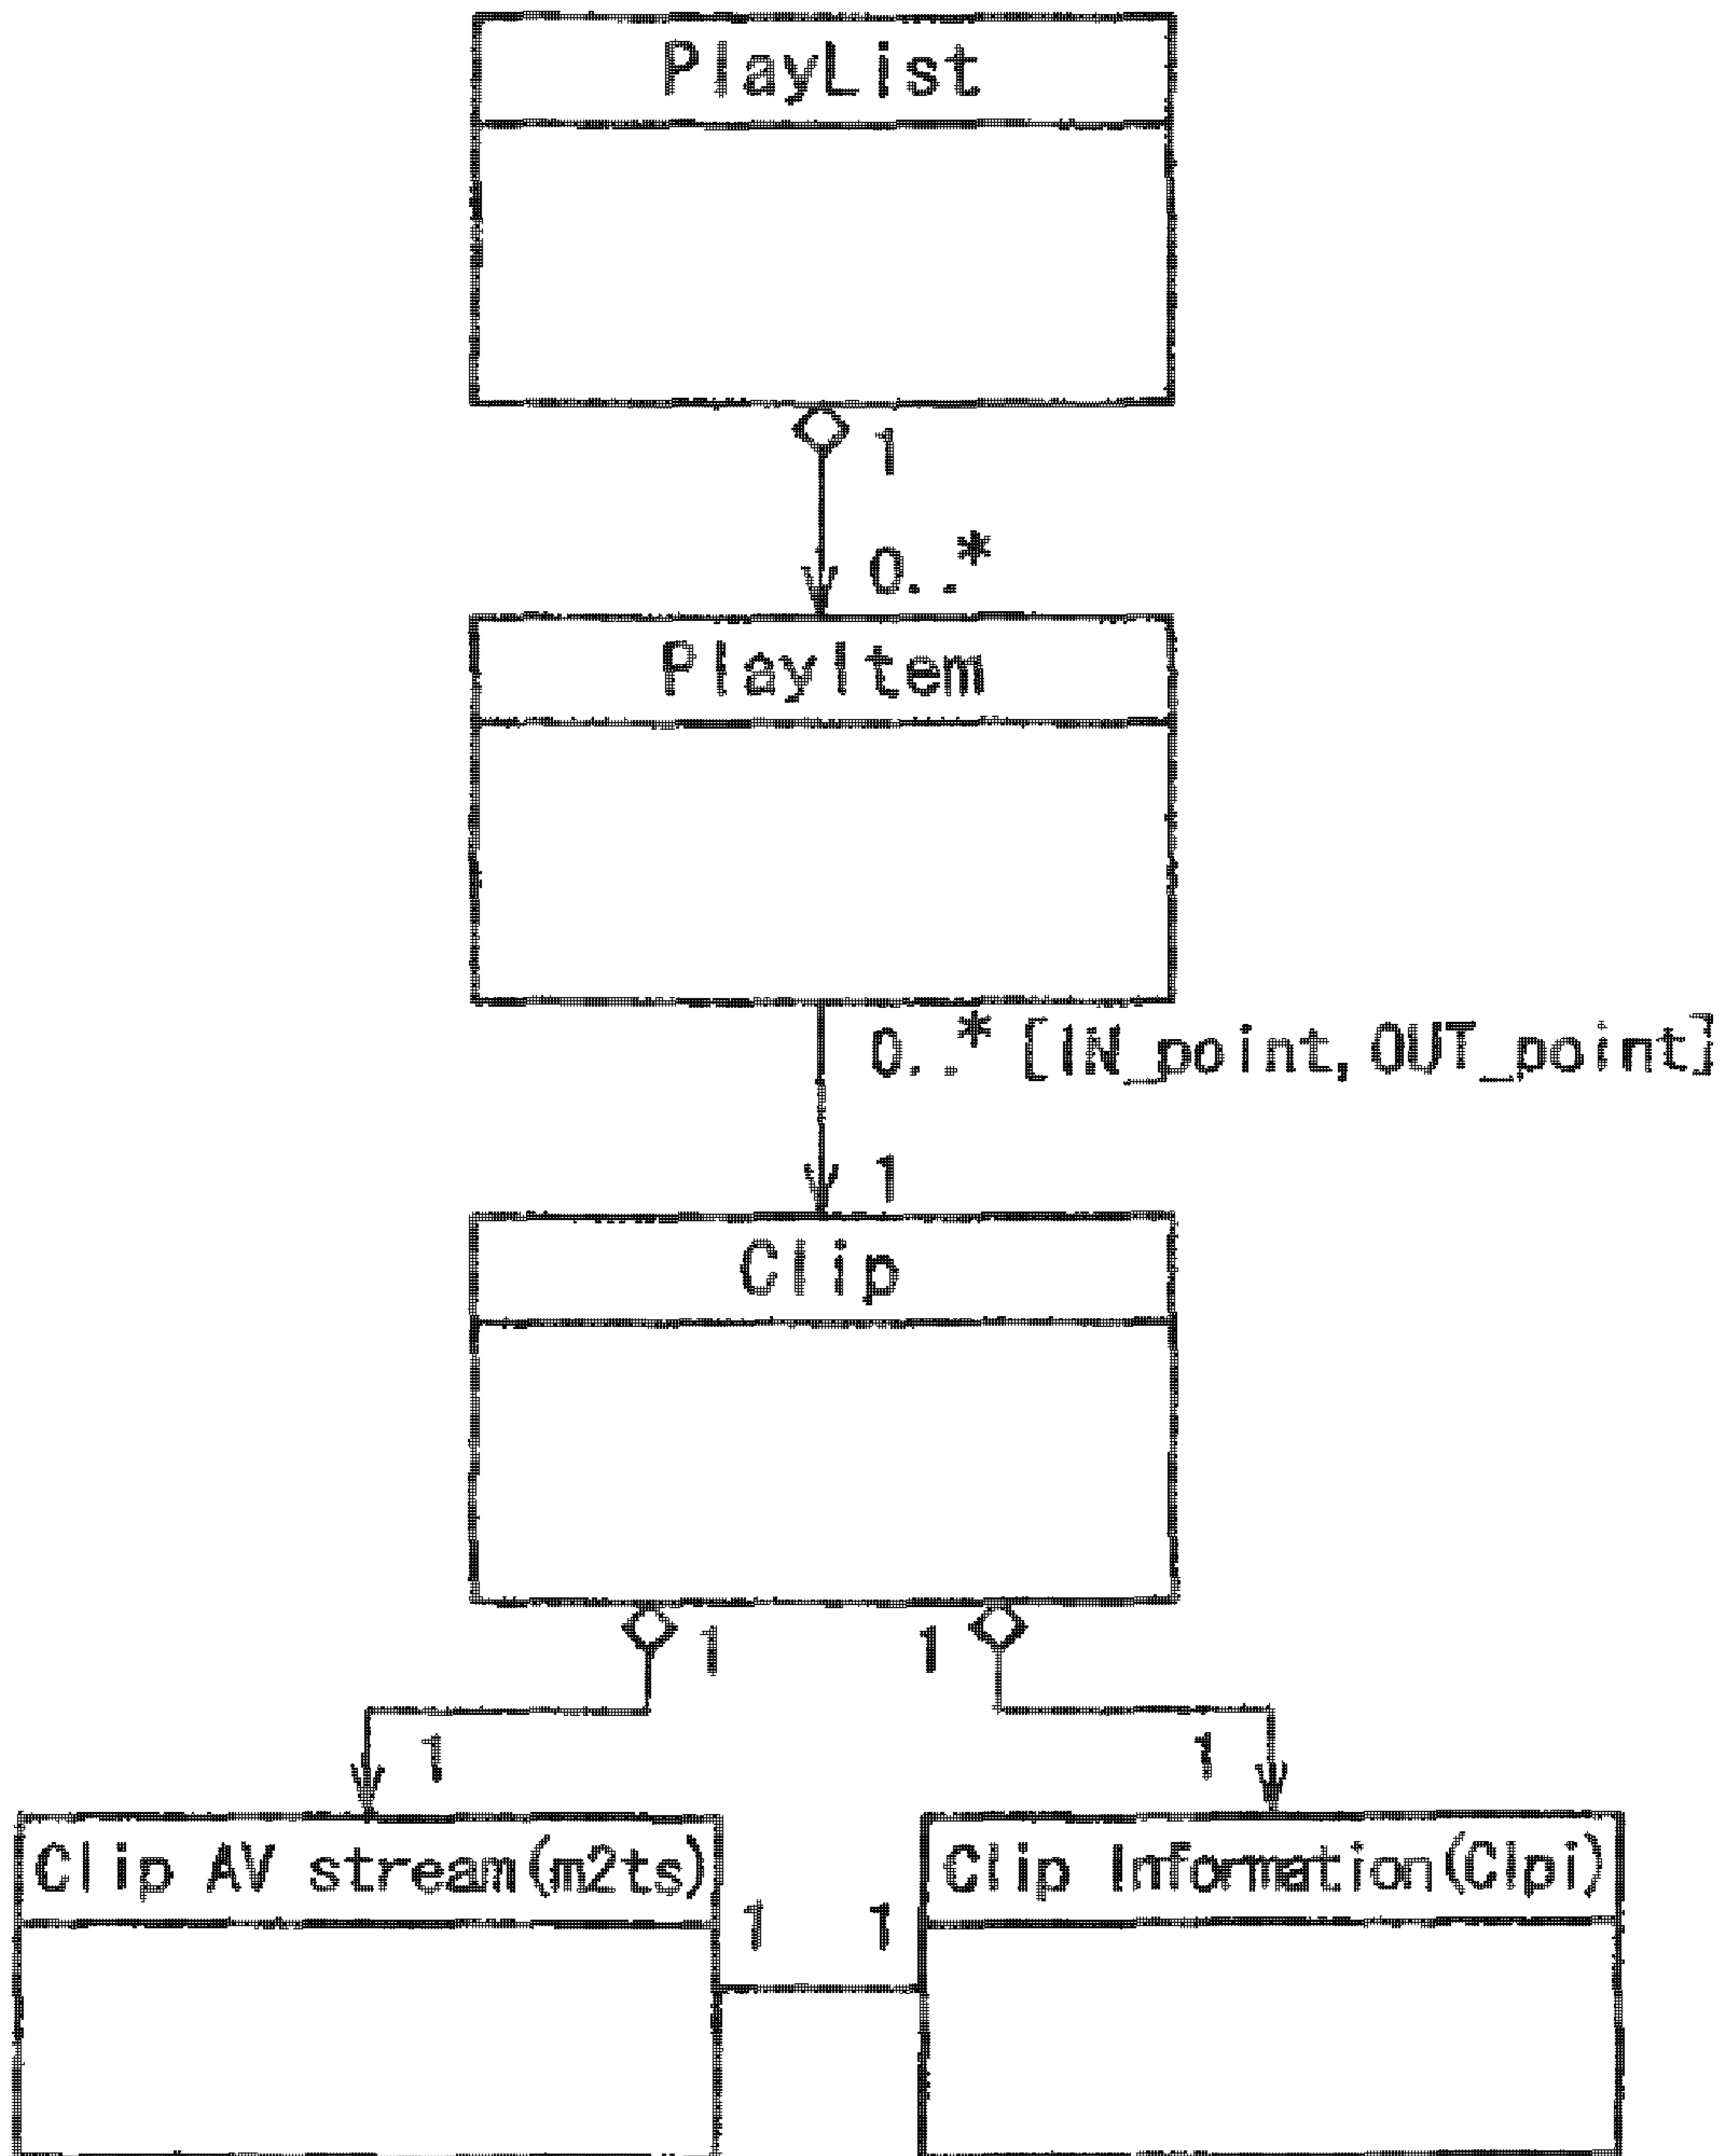 PlayList
1
0..*
PlayItem
0..* [IN_point,OUT_point]
1
Clip
1 1
1 1
Clip AV stream(m2ts) Clip Information(Clpi)
1 1